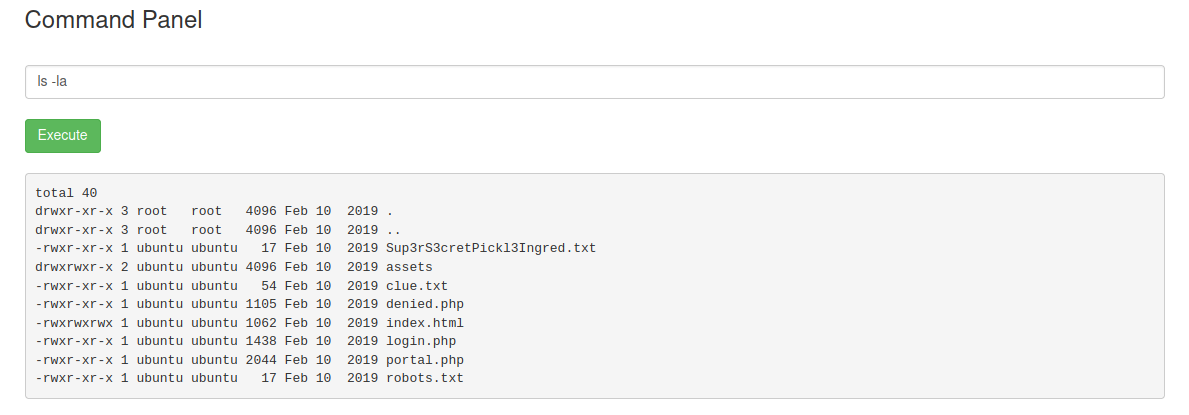 Command Panel
ls -la
Execute
total 40
drwxr-xr-x 3 root   root   4096 Feb 10  2019 .
drwxr-xr-x 3 root   root   4096 Feb 10  2019 ..
-rwxr-xr-x 1 ubuntu ubuntu   17 Feb 10  2019 Sup3rS3cretPickl3Ingred.txt
drwxrwxr-x 2 ubuntu ubuntu 4096 Feb 10  2019 assets
-rwxr-xr-x 1 ubuntu ubuntu   54 Feb 10  2019 clue.txt
-rwxr-xr-x 1 ubuntu ubuntu 1105 Feb 10  2019 denied.php
-rwxrwxrwx 1 ubuntu ubuntu 1062 Feb 10  2019 index.html
-rwxr-xr-x 1 ubuntu ubuntu 1438 Feb 10  2019 login.php
-rwxr-xr-x 1 ubuntu ubuntu 2044 Feb 10  2019 portal.php
-rwxr-xr-x 1 ubuntu ubuntu   17 Feb 10  2019 robots.txt